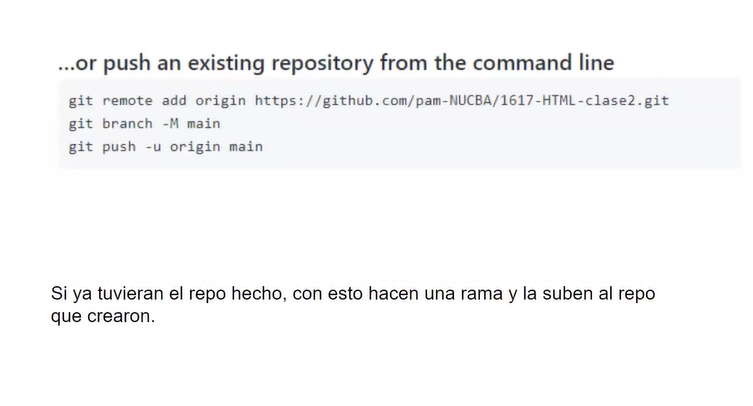 ...or push an existing repository from the command line
git remote add origin https://github.com/pam-NUCBA/1617-HTML-clase2.git
git branch -M main
git push -u origin main
Si ya tuvieran el repo hecho, con esto hacen una rama y la suben al repo
que crearon.